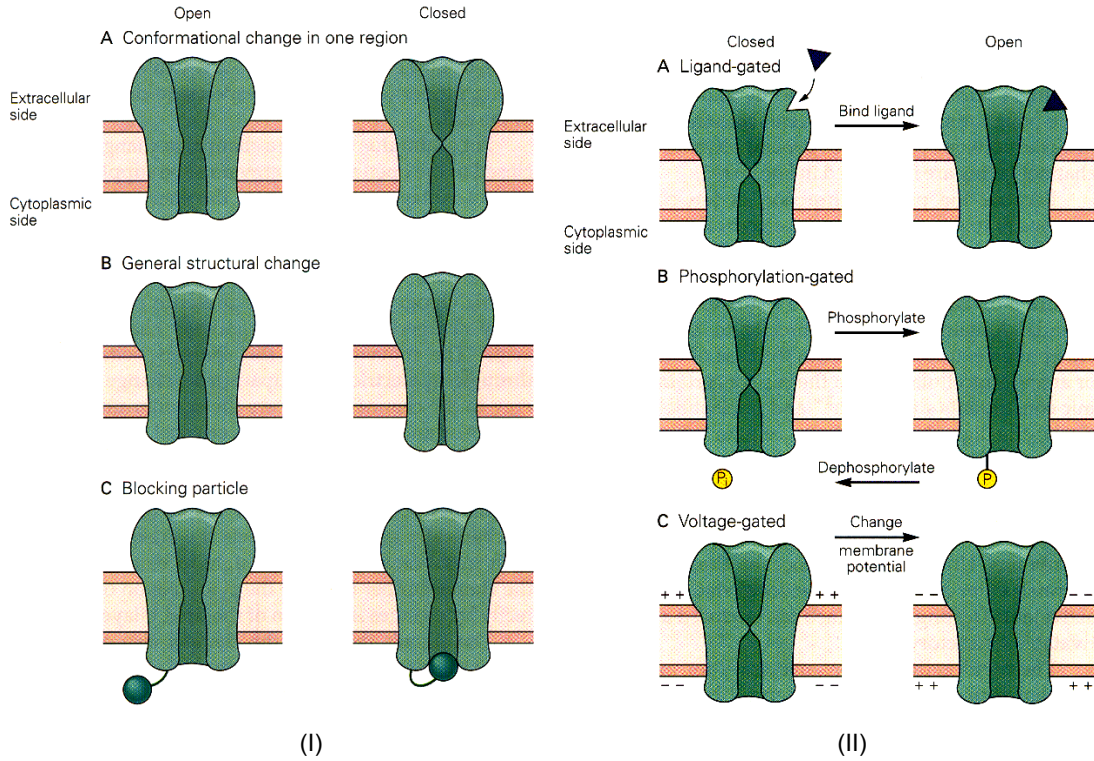 Open Closed
A Conformational change in one region
Extracellular
side
Cytoplasmic
side
B General structural change
C Blocking particle
(I)
Closed Open
A Ligand-gated
Bind ligand
Extracellular
side
Cytoplasmic
side
B Phosphorylation-gated
Phosphorylate
Dephosphorylate
Pi P
C Voltage-gated
Change
membrane
potential
+ + + + – – – –
– – – – + + + +
(II)